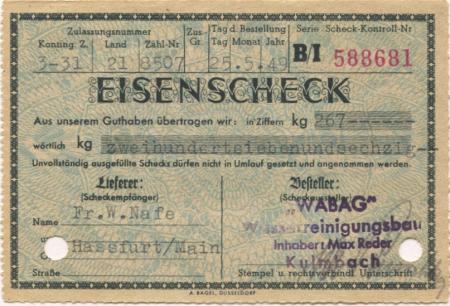 Zulassungsnummer Zus- Tag d. Bestellung Serie Scheck-Kontroll-Nr
Konting. Z. Land Zähl-Nr Gr. Tag Monat Jahr
3-31 21 8507 25.5.49 B/I 588681
EISENSCHECK
Aus unserem Guthaben übertragen wir: in Ziffern kg 267------
wörtlich kg zweihundertsiebenundsechzig--
Unvollständig ausgefüllte Schecks dürfen nicht in Umlauf gesetzt und angenommen werden.
Lieferer: Besteller:
(Scheckempfänger) (Scheckaussteller)
Name Fr.W.Nafe
"WABAG"
Wasserreinigungsbau
Hassfurt/Main Inhaber: Max Reder
Kulmbach
Straße Stempel u. rechtsverbindl. Unterschrift
A. BAGEL, DÜSSELDORF